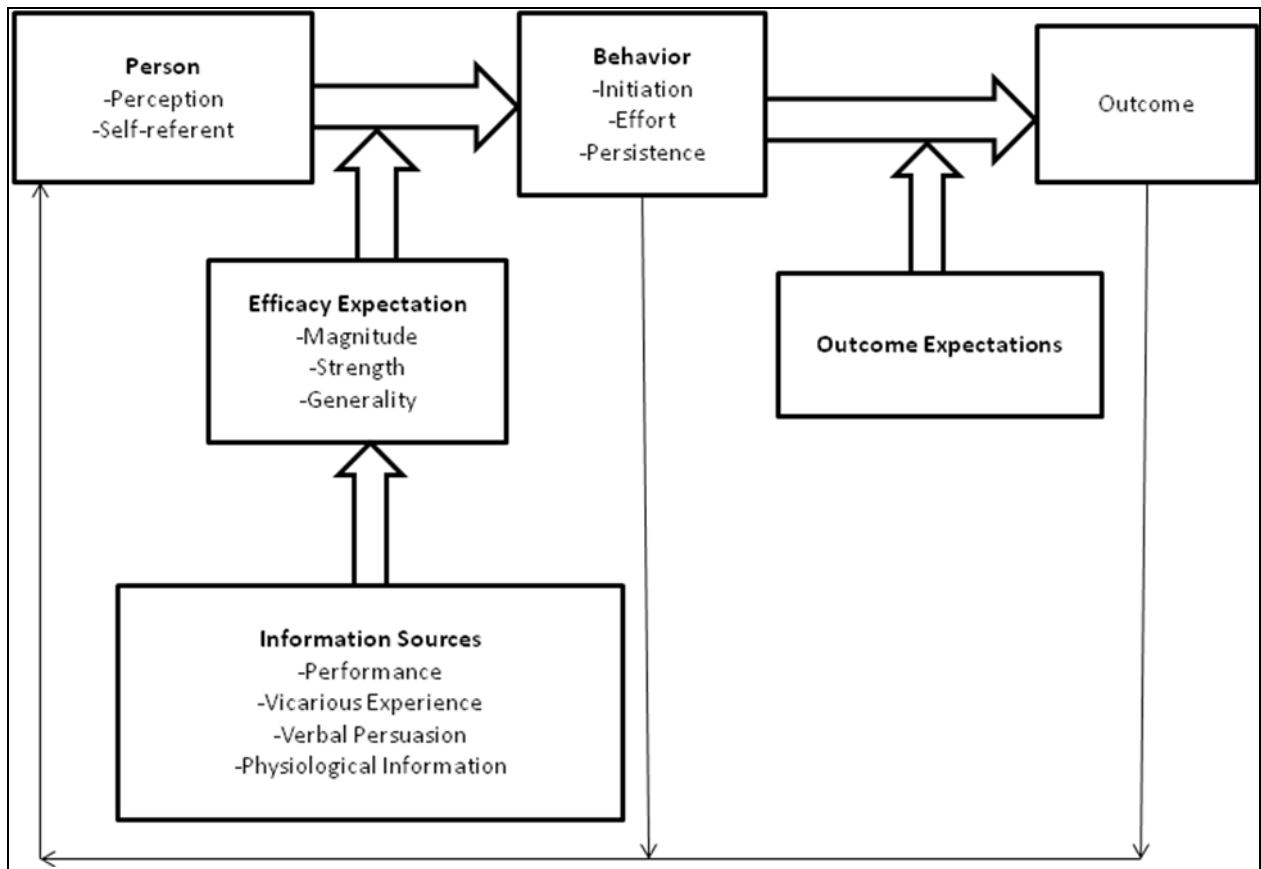 Person
-Perception
-Self-referent
Behavior
-Initiation
-Effort
-Persistence
Outcome
Efficacy Expectation
-Magnitude
-Strength
-Generality
Outcome Expectations
Information Sources
-Performance
-Vicarious Experience
-Verbal Persuasion
-Physiological Information